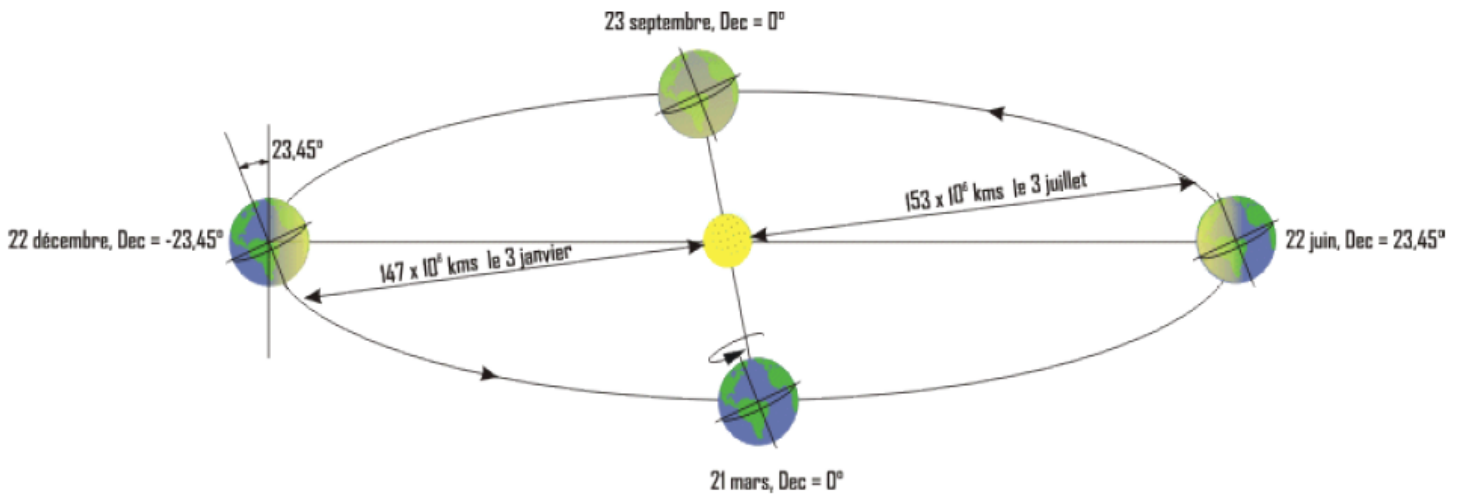 23 septembre, Dec = 0°
23,45°
153 x 10⁶ kms le 3 juillet
22 décembre, Dec = -23,45°
22 juin, Dec = 23,45°
147 x 10⁶ kms le 3 janvier
21 mars, Dec = 0°